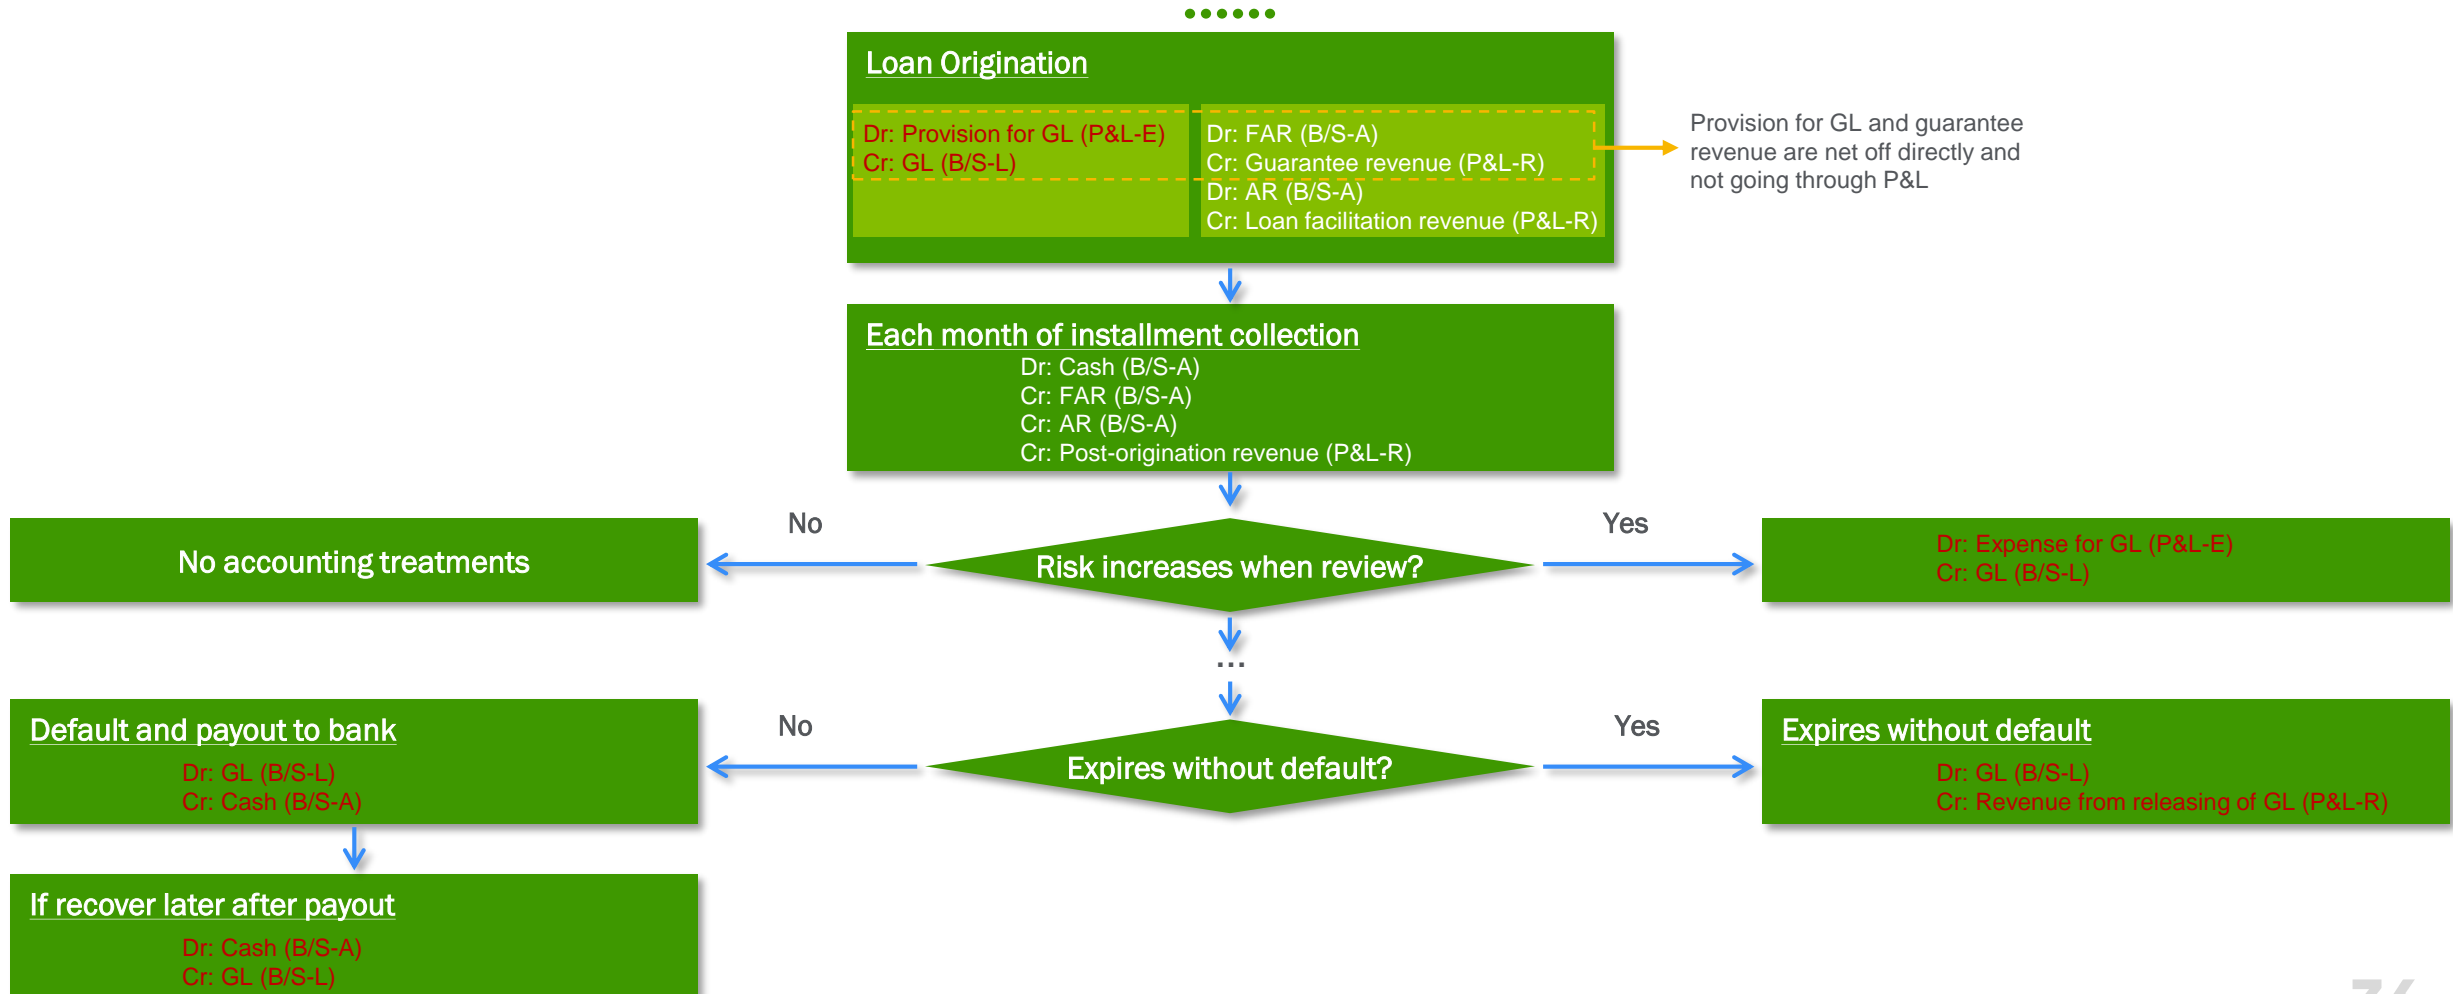 Loan Origination
Dr: Provision for GL (P&L-E)
Cr: GL (B/S-L)
Dr: FAR (B/S-A)
Cr: Guarantee revenue (P&L-R)
Dr: AR (B/S-A)
Cr: Loan facilitation revenue (P&L-R)
Provision for GL and guarantee
revenue are net off directly and
not going through P&L
Each month of installment collection
Dr: Cash (B/S-A)
Cr: FAR (B/S-A)
Cr: AR (B/S-A)
Cr: Post-origination revenue (P&L-R)
No
Yes
No accounting treatments
Risk increases when review?
Dr: Expense for GL (P&L-E)
Cr: GL (B/S-L)
...
Default and payout to bank
Dr: GL (B/S-L)
Cr: Cash (B/S-A)
No
Expires without default?
Yes
Expires without default
Dr: GL (B/S-L)
Cr: Revenue from releasing of GL (P&L-R)
If recover later after payout
Dr: Cash (B/S-A)
Cr: GL (B/S-L)